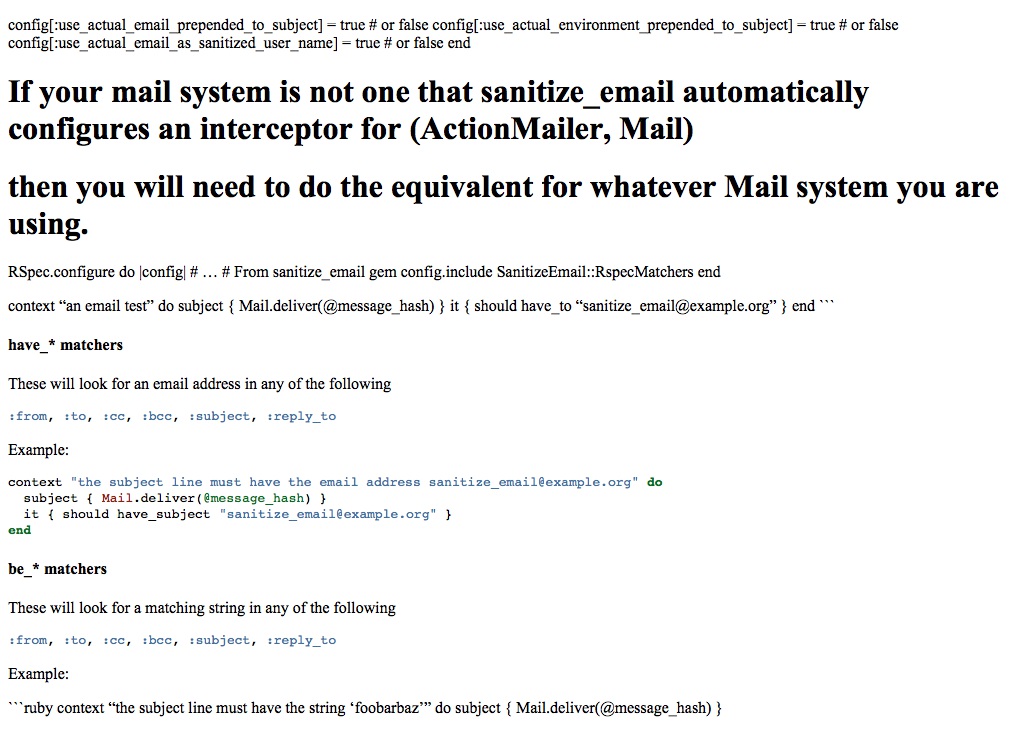 config[:use_actual_email_prepended_to_subject] = true # or false config[:use_actual_environment_prepended_to_subject] = true # or false
config[:use_actual_email_as_sanitized_user_name] = true # or false end
If your mail system is not one that sanitize_email automatically
configures an interceptor for (ActionMailer, Mail)
then you will need to do the equivalent for whatever Mail system you are
using.
RSpec.configure do |config| # … # From sanitize_email gem config.include SanitizeEmail::RspecMatchers end
context “an email test” do subject { Mail.deliver(@message_hash) } it { should have_to “sanitize_email@example.org” } end ```
have_* matchers
These will look for an email address in any of the following
:from, :to, :cc, :bcc, :subject, :reply_to
Example:
context "the subject line must have the email address sanitize_email@example.org" do
  subject { Mail.deliver(@message_hash) }
  it { should have_subject "sanitize_email@example.org" }
end
be_* matchers
These will look for a matching string in any of the following
:from, :to, :cc, :bcc, :subject, :reply_to
Example:
```ruby context “the subject line must have the string ‘foobarbaz’” do subject { Mail.deliver(@message_hash) }